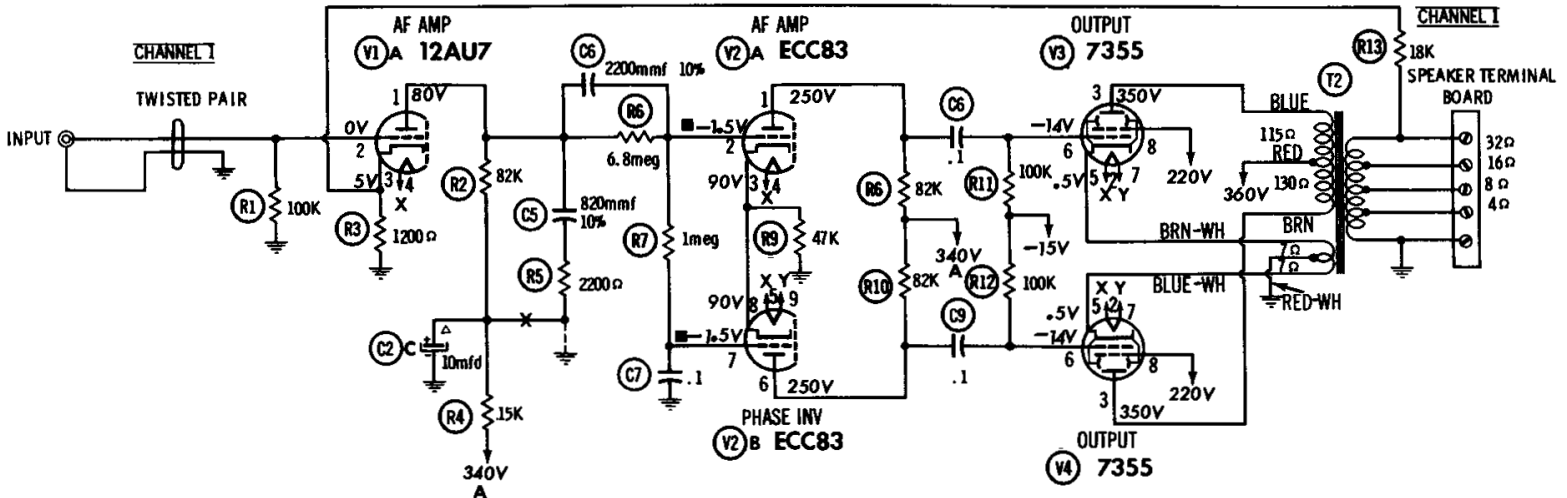 CHANNEL 1
TWISTED PAIR
INPUT
R1
100K
AF AMP
V1 A 12AU7
1
80V
0V
2
5V
3
4
X
R3
1200Ω
R2
82K
C2 C
10mfd
R4
.15K
340V
A
C6
2200mmf 10%
R6
6.8meg
C5
820mmf
10%
R5
2200Ω
X
R7
1meg
C7
.1
AF AMP
V2 A ECC83
1
250V
-1.5V
2
90V
3
4
X
R9
47K
X Y
8
5
9
90V
-1.5V
7
6
250V
PHASE INV
V2 B ECC83
C6
.1
R6
82K
340V
A
R10
82K
C9
.1
R11
100K
-15V
R12
100K
OUTPUT
V3 7355
3
350V
-14V
6
8
.5V
5
2
7
X Y
220V
BLUE
115Ω
RED
130Ω
360V
BRN
BRN-WH
7Ω
7Ω
BLUE-WH
RED-WH
X Y
5
2
7
.5V
-14V
6
8
220V
3
350V
OUTPUT
V4 7355
T2
CHANNEL 1
R13
18K
SPEAKER TERMINAL
BOARD
32Ω
16Ω
8Ω
4Ω